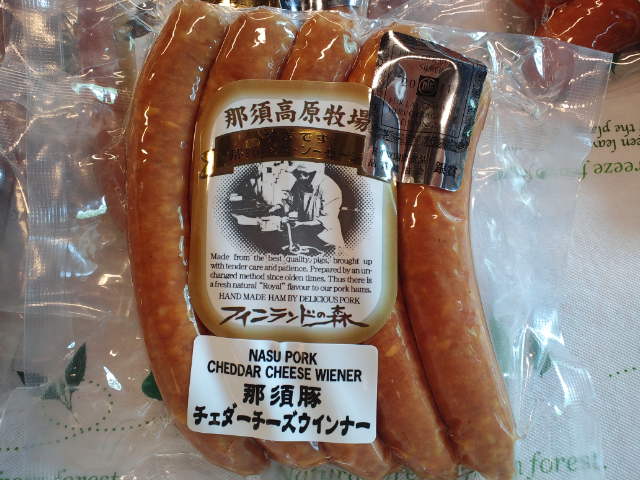 那須高原牧場
Made from the best quality pigs, brought up
with tender care and patience. Prepared by an un-
changed method since olden times. Thus there is
a fresh natural "Royal" flavour to our pork hams.
HAND MADE HAM BY DELICIOUS PORK
フィンランドの森
NASU PORK
CHEDDAR CHEESE WIENER
那須豚
チェダーチーズウインナー
the
reeze
forest.